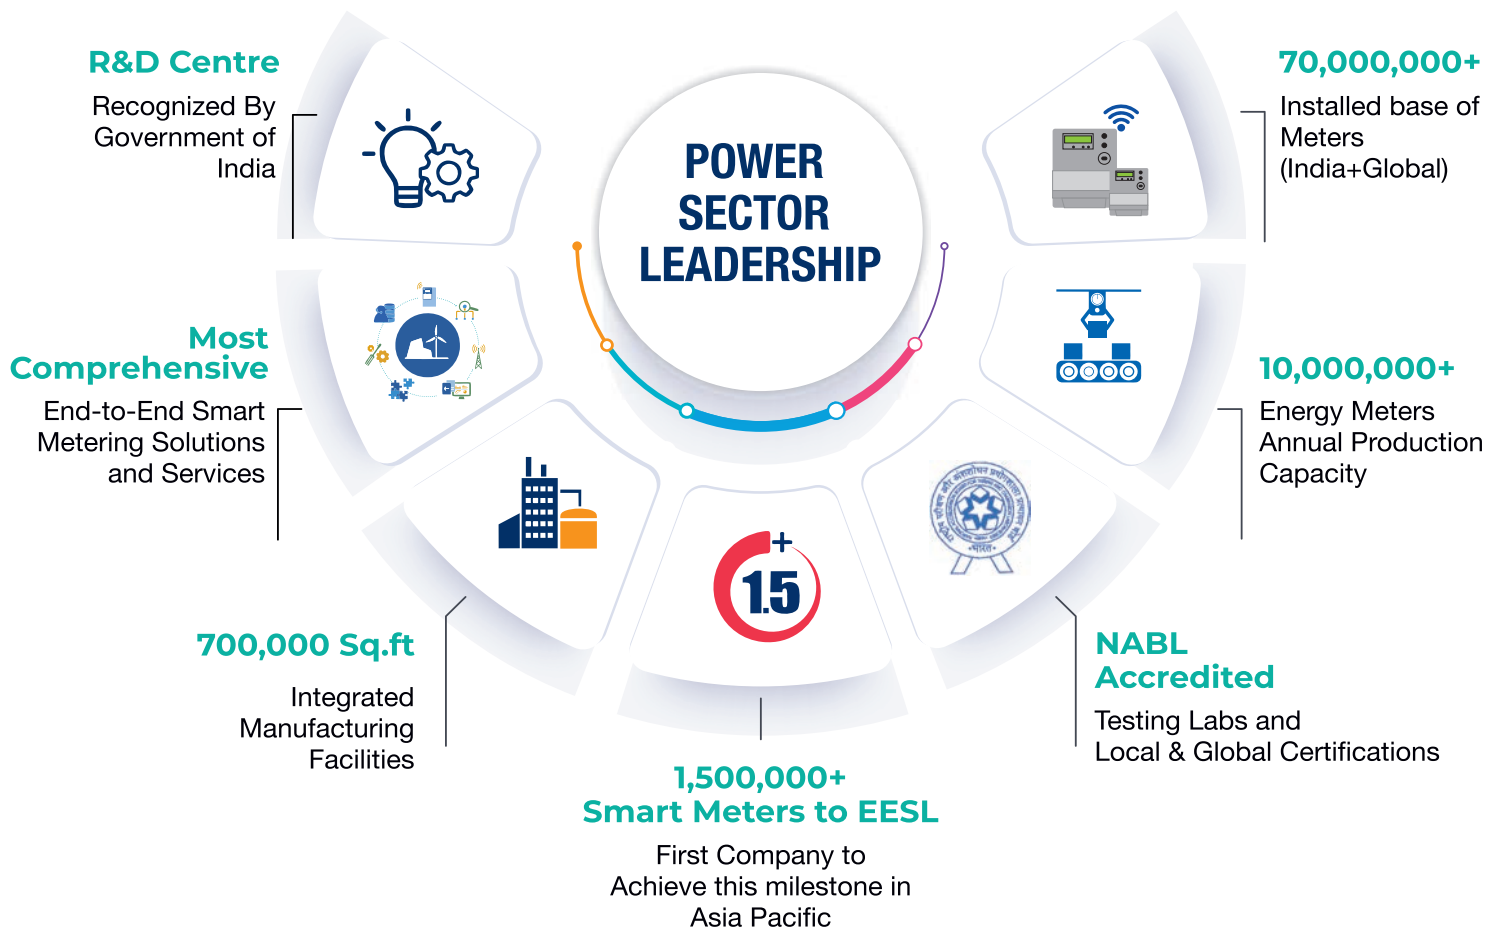 POWER
SECTOR
LEADERSHIP
R&D Centre
Recognized By
Government of
India
Most
Comprehensive
End-to-End Smart
Metering Solutions
and Services
700,000 Sq.ft
Integrated
Manufacturing
Facilities
+
1.5
1,500,000+
Smart Meters to EESL
First Company to
Achieve this milestone in
Asia Pacific
भारत
NABL
Accredited
Testing Labs and
Local & Global Certifications
10,000,000+
Energy Meters
Annual Production
Capacity
70,000,000+
Installed base of
Meters
(India+Global)